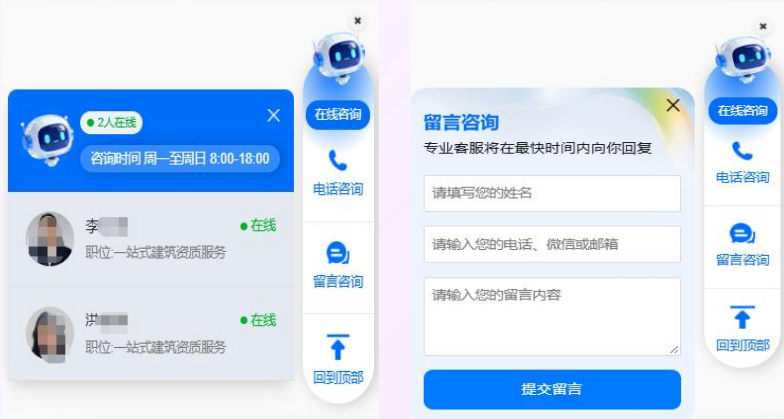 2人在线
咨询时间 周一至周日 8:00-18:00
李
在线
职位:一站式建筑资质服务
洪
在线
职位:一站式建筑资质服务
在线咨询
电话咨询
留言咨询
回到顶部
留言咨询
专业客服将在最快时间内向你回复
请填写您的姓名
请输入您的电话、微信或邮箱
请输入您的留言内容
提交留言
在线咨询
电话咨询
留言咨询
回到顶部